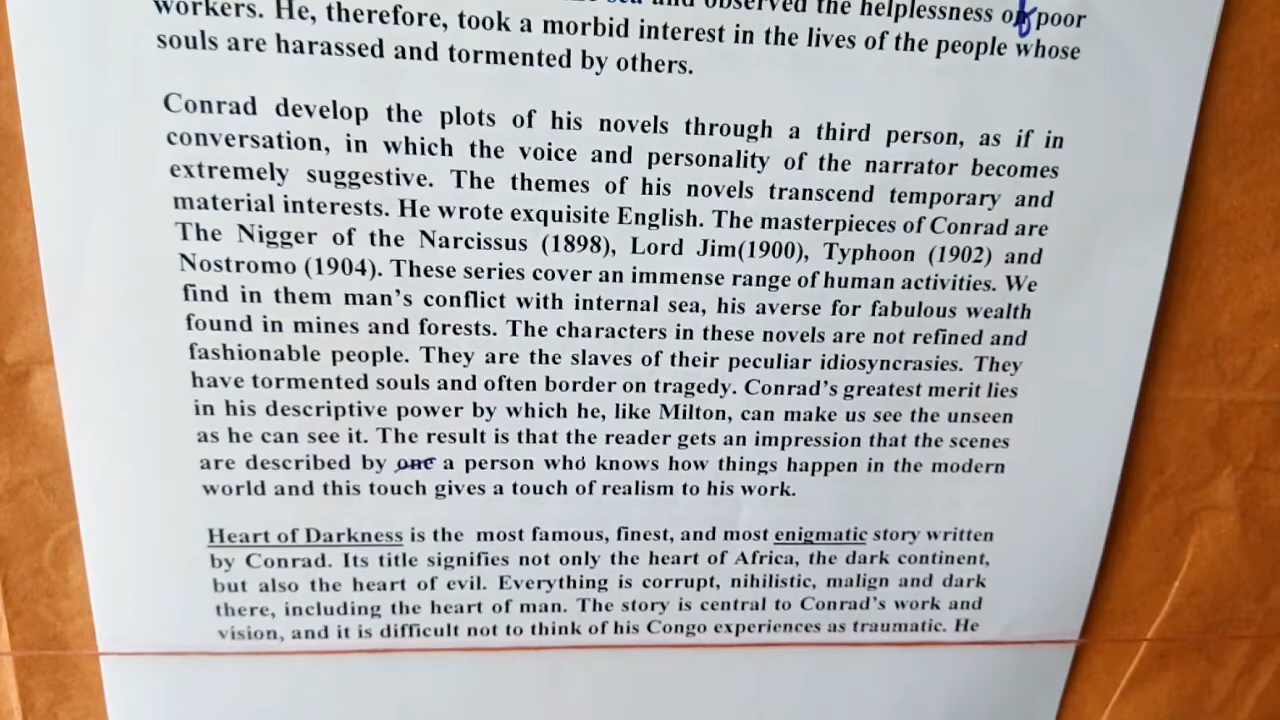 sea and observed the helplessness of poor
workers. He, therefore, took a morbid interest in the lives of the people whose
souls are harassed and tormented by others.
Conrad develop the plots of his novels through a third person, as if in
conversation, in which the voice and personality of the narrator becomes
extremely suggestive. The themes of his novels transcend temporary and
material interests. He wrote exquisite English. The masterpieces of Conrad are
The Nigger of the Narcissus (1898), Lord Jim(1900), Typhoon (1902) and
Nostromo (1904). These series cover an immense range of human activities. We
find in them man's conflict with internal sea, his averse for fabulous wealth
found in mines and forests. The characters in these novels are not refined and
fashionable people. They are the slaves of their peculiar idiosyncrasies. They
have tormented souls and often border on tragedy. Conrad's greatest merit lies
in his descriptive power by which he, like Milton, can make us see the unseen
as he can see it. The result is that the reader gets an impression that the scenes
are described by one a person who knows how things happen in the modern
world and this touch gives a touch of realism to his work.
Heart of Darkness is the most famous, finest, and most enigmatic story written
by Conrad. Its title signifies not only the heart of Africa, the dark continent,
but also the heart of evil. Everything is corrupt, nihilistic, malign and dark
there, including the heart of man. The story is central to Conrad's work and
vision, and it is difficult not to think of his Congo experiences as traumatic. He